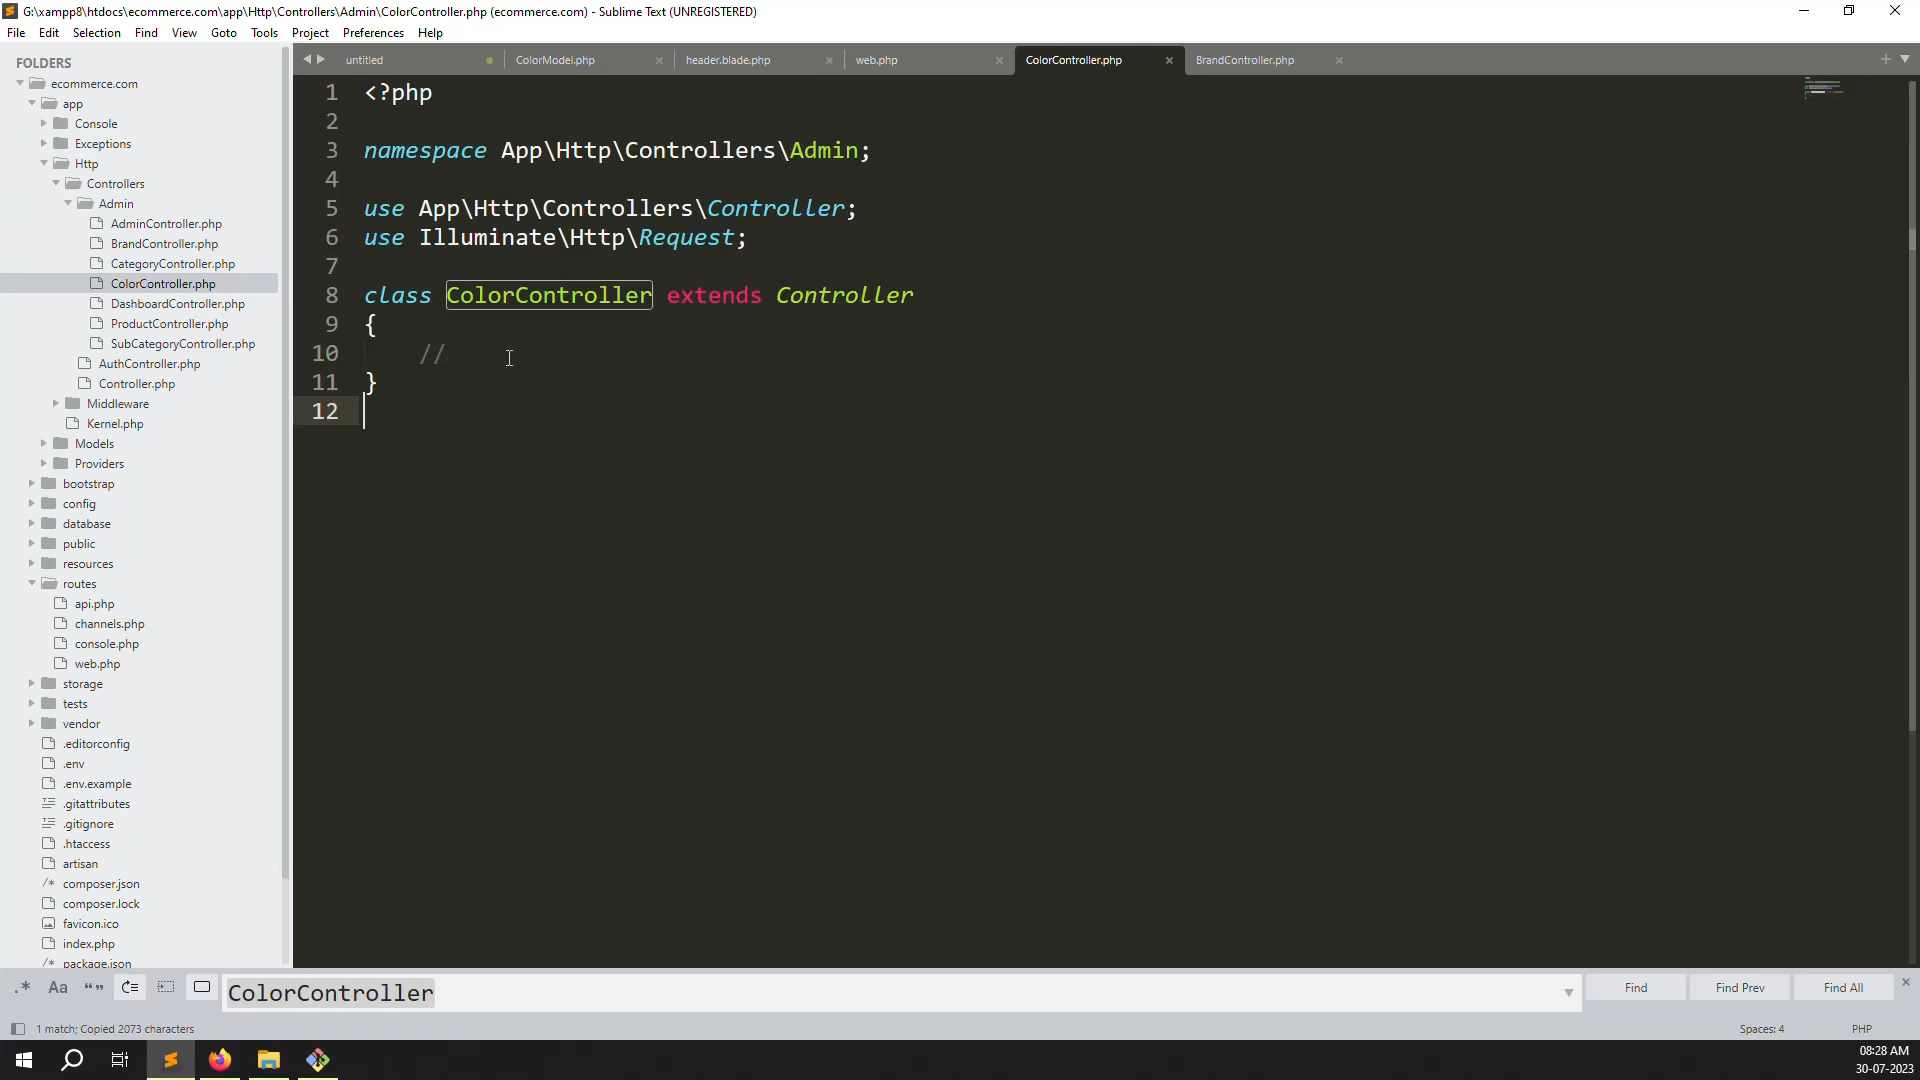 G:\xampp8\htdocs\ecommerce.com\app\Http\Controllers\Admin\ColorController.php (ecommerce.com) - Sublime Text (UNREGISTERED)
File Edit Selection Find View Goto Tools Project Preferences Help
FOLDERS
ecommerce.com
app
Console
Exceptions
Http
Controllers
Admin
AdminController.php
BrandController.php
CategoryController.php
ColorController.php
DashboardController.php
ProductController.php
SubCategoryController.php
AuthController.php
Controller.php
Middleware
Kernel.php
Models
Providers
bootstrap
config
database
public
resources
routes
api.php
channels.php
console.php
web.php
storage
tests
vendor
.editorconfig
.env
.env.example
.gitattributes
.gitignore
.htaccess
artisan
/* composer.json
composer.lock
favicon.ico
index.php
/* package.json
untitled ColorModel.php header.blade.php web.php ColorController.php BrandController.php
1 <?php
2
3 namespace App\Http\Controllers\Admin;
4
5 use App\Http\Controllers\Controller;
6 use Illuminate\Http\Request;
7
8 class ColorController extends Controller
9 {
10 //
11 }
12
.* Aa “” ColorController Find Find Prev Find All
1 match; Copied 2073 characters Spaces: 4 PHP
08:28 AM
30-07-2023